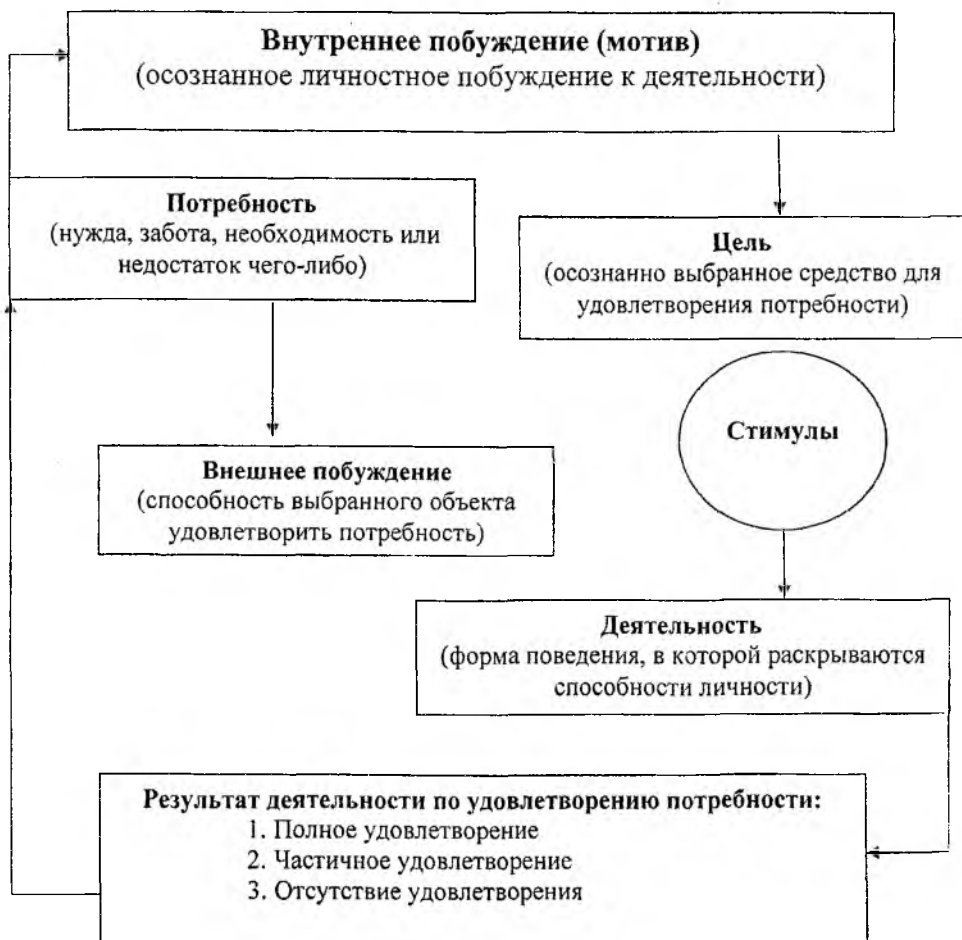 Внутреннее побуждение (мотив)
(осознанное личностное побуждение к деятельности)
Потребность
(нужда, забота, необходимость или
недостаток чего-либо)
Цель
(осознанно выбранное средство для
удовлетворения потребности)
Стимулы
Внешнее побуждение
(способность выбранного объекта
удовлетворить потребность)
Деятельность
(форма поведения, в которой раскрываются
способности личности)
Результат деятельности по удовлетворению потребности:
1. Полное удовлетворение
2. Частичное удовлетворение
3. Отсутствие удовлетворения